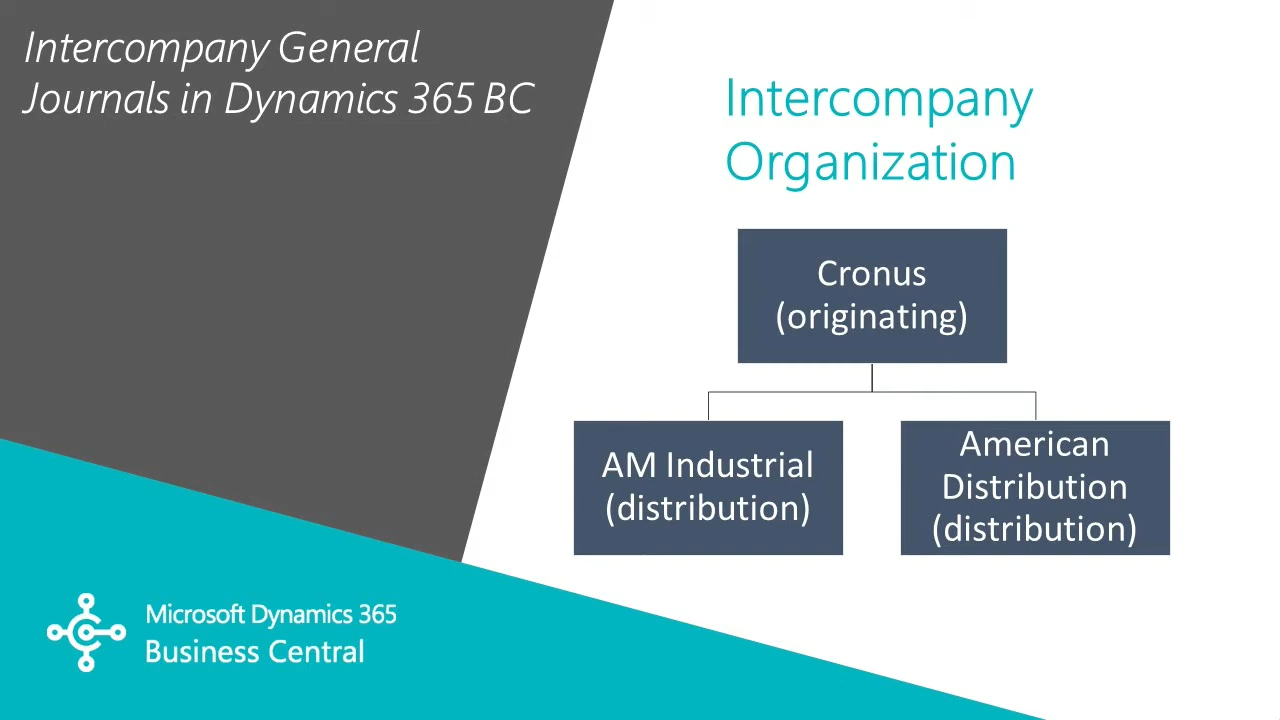 Intercompany General
Journals in Dynamics 365 BC
Intercompany
Organization
Cronus
(originating)
AM Industrial
(distribution)
American
Distribution
(distribution)
Microsoft Dynamics 365
Business Central